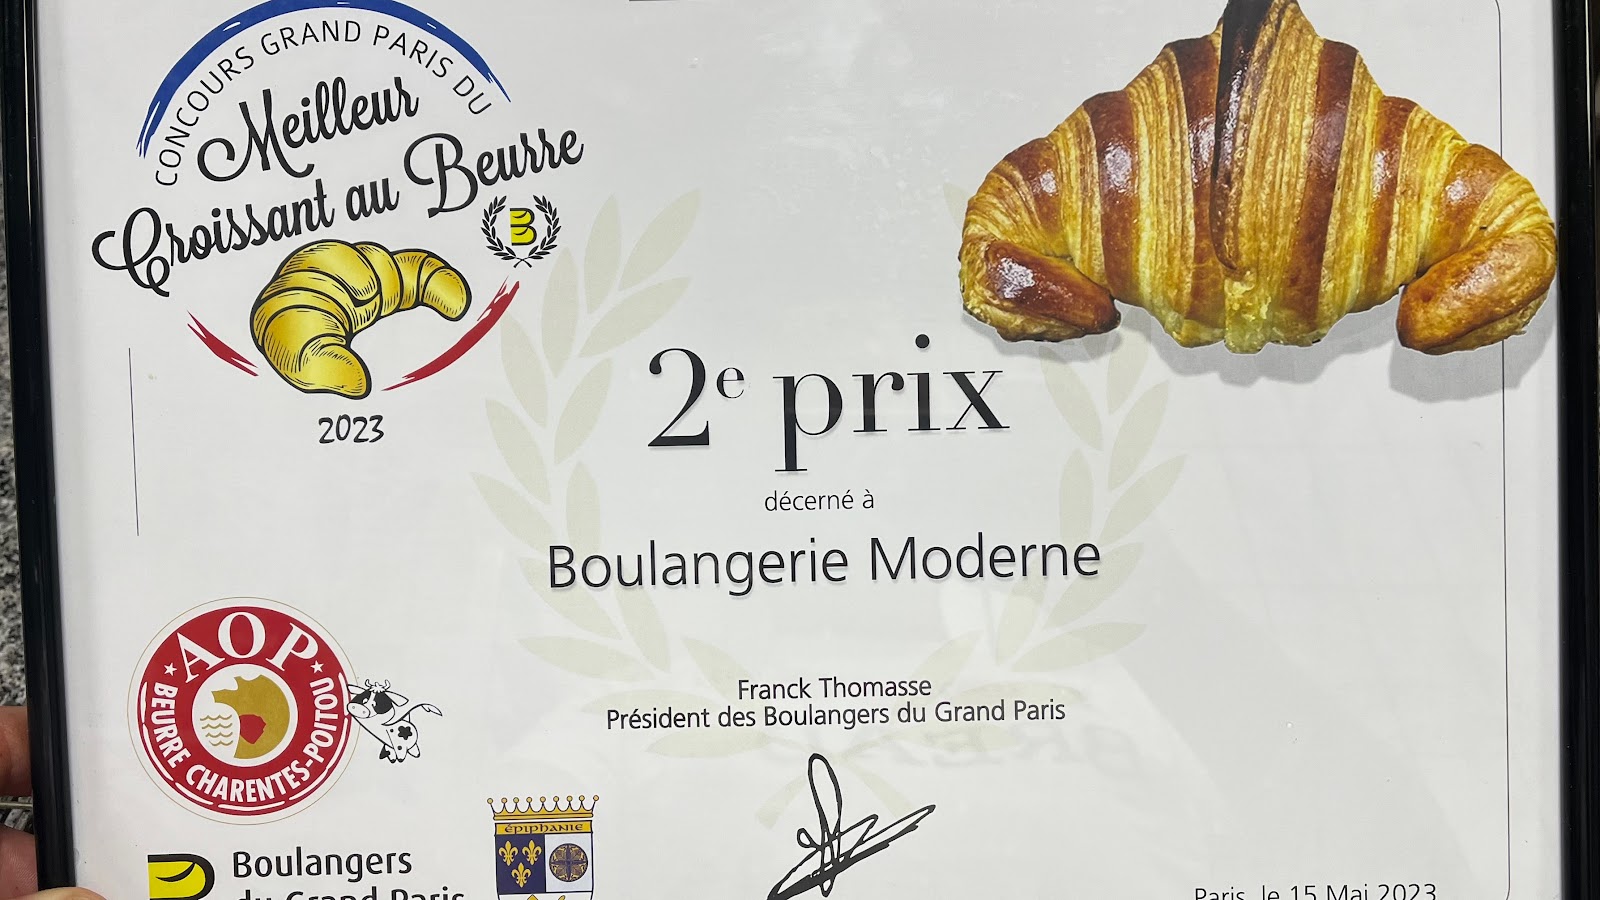 CONCOURS GRAND PARIS DU
Meilleur
Croissant au Beurre
B
2023
2e prix
décerné à
Boulangerie Moderne
Franck Thomasse
Président des Boulangers du Grand Paris
AOP
BEURRE CHARENTES-POITOU
ÉPIPHANIE
Boulangers
du Grand Paris
Paris, le 15 Mai 2023